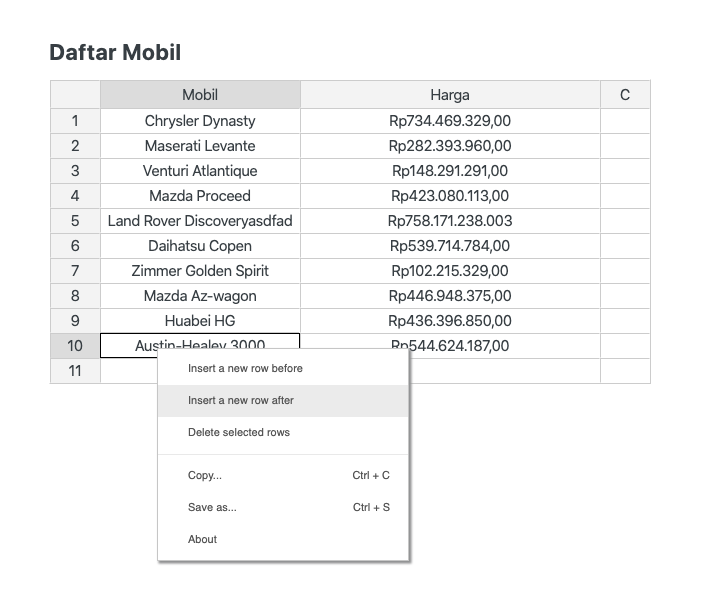 Daftar Mobil
Mobil Harga C
1 Chrysler Dynasty Rp734.469.329,00
2 Maserati Levante Rp282.393.960,00
3 Venturi Atlantique Rp148.291.291,00
4 Mazda Proceed Rp423.080.113,00
5 Land Rover Discoveryasdfad Rp758.171.238.003
6 Daihatsu Copen Rp539.714.784,00
7 Zimmer Golden Spirit Rp102.215.329,00
8 Mazda Az-wagon Rp446.948.375,00
9 Huabei HG Rp436.396.850,00
10 Austin-Healey 3000 Rp544.624.187,00
11
Insert a new row before
Insert a new row after
Delete selected rows
Copy... Ctrl + C
Save as... Ctrl + S
About